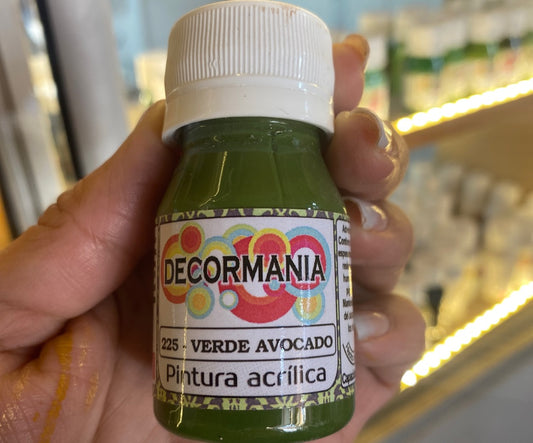 DECORMANIA
225 - VERDE AVOCADO
Pintura acrílica